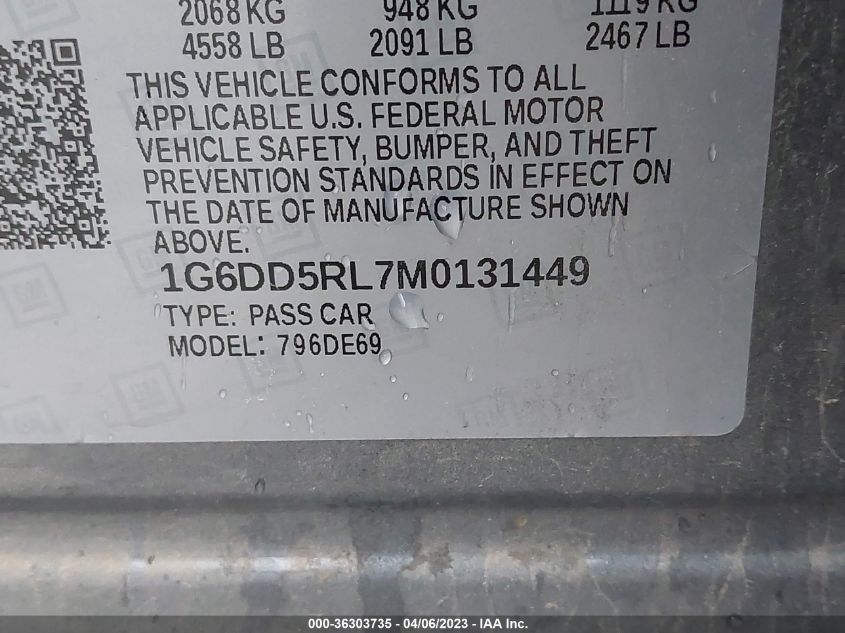 2068 KG 948 KG 1119 KG
4558 LB 2091 LB 2467 LB
THIS VEHICLE CONFORMS TO ALL
APPLICABLE U.S. FEDERAL MOTOR
VEHICLE SAFETY, BUMPER, AND THEFT
PREVENTION STANDARDS IN EFFECT ON
THE DATE OF MANUFACTURE SHOWN
ABOVE.
1G6DD5RL7M0131449
TYPE: PASS CAR
MODEL: 796DE69
000-36303735 - 04/06/2023 - IAA Inc.